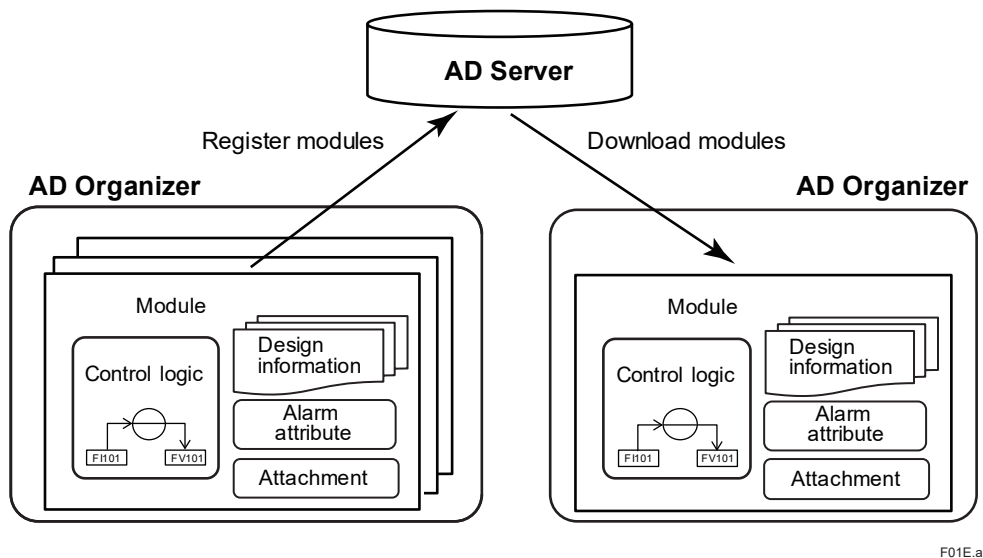 AD Server
Register modules
Download modules
AD Organizer
AD Organizer
Module
Control logic
FI101
FV101
Design
information
Alarm
attribute
Attachment
Module
Control logic
FI101
FV101
Design
information
Alarm
attribute
Attachment
F01E.a